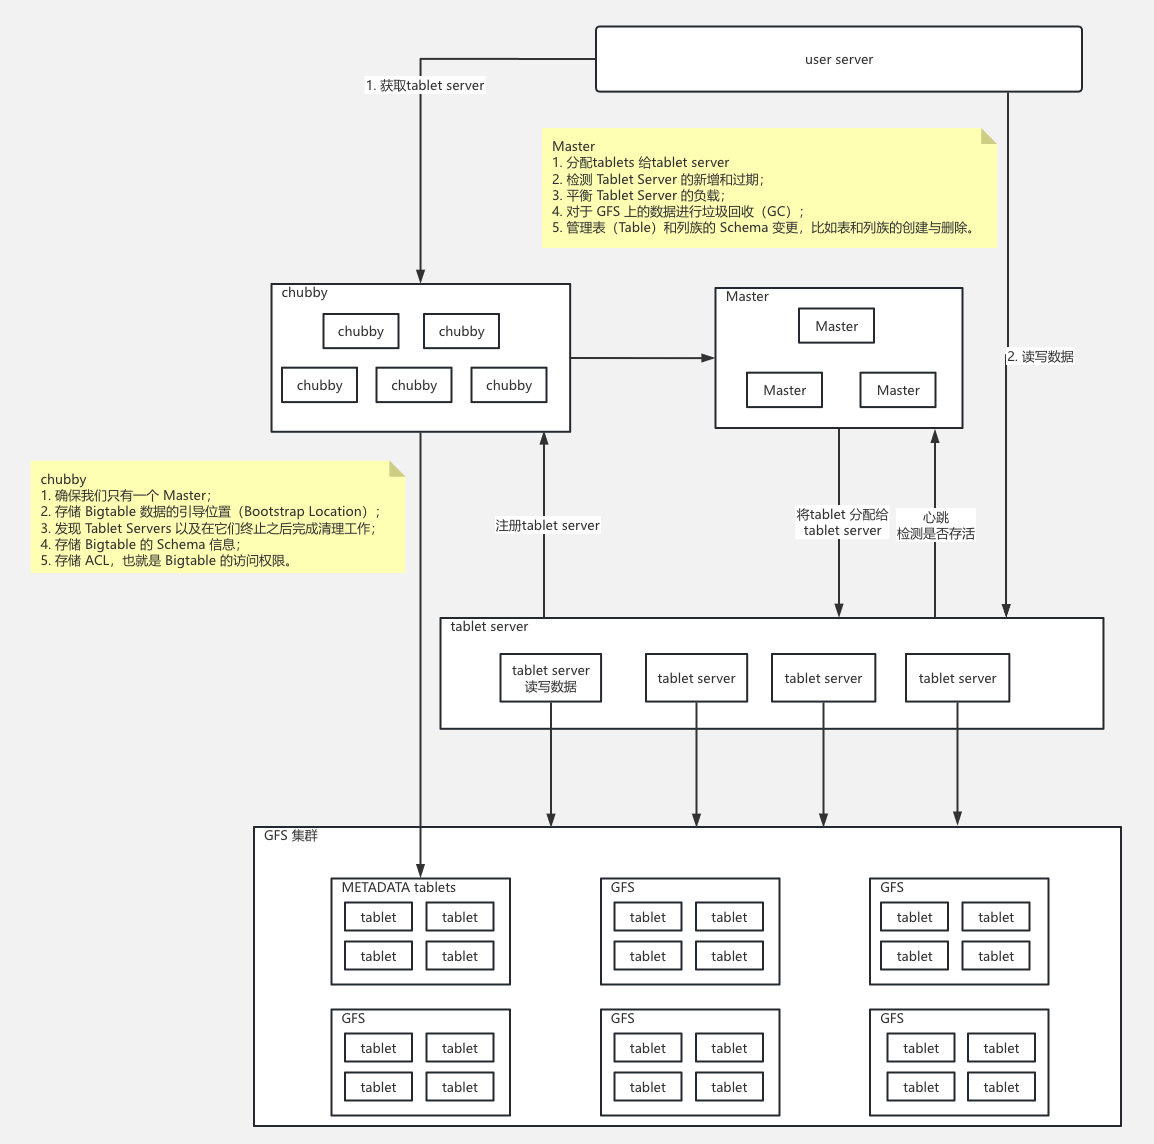 user server
1. 获取tablet server
Master
1. 分配tablets 给tablet server
2. 检测 Tablet Server 的新增和过期；
3. 平衡 Tablet Server 的负载；
4. 对于 GFS 上的数据进行垃圾回收（GC）；
5. 管理表（Table）和列族的 Schema 变更，比如表和列族的创建与删除。
chubby
chubby
chubby
chubby
chubby
chubby
Master
Master
Master
Master
2. 读写数据
chubby
1. 确保我们只有一个 Master；
2. 存储 Bigtable 数据的引导位置（Bootstrap Location）；
3. 发现 Tablet Servers 以及在它们终止之后完成清理工作；
4. 存储 Bigtable 的 Schema 信息；
5. 存储 ACL，也就是 Bigtable 的访问权限。
注册tablet server
将tablet 分配给
tablet server
心跳
检测是否存活
tablet server
tablet server
读写数据
tablet server
tablet server
tablet server
GFS 集群
METADATA tablets
tablet
tablet
tablet
tablet
GFS
tablet
tablet
tablet
tablet
GFS
tablet
tablet
tablet
tablet
GFS
tablet
tablet
tablet
tablet
GFS
tablet
tablet
tablet
tablet
GFS
tablet
tablet
tablet
tablet